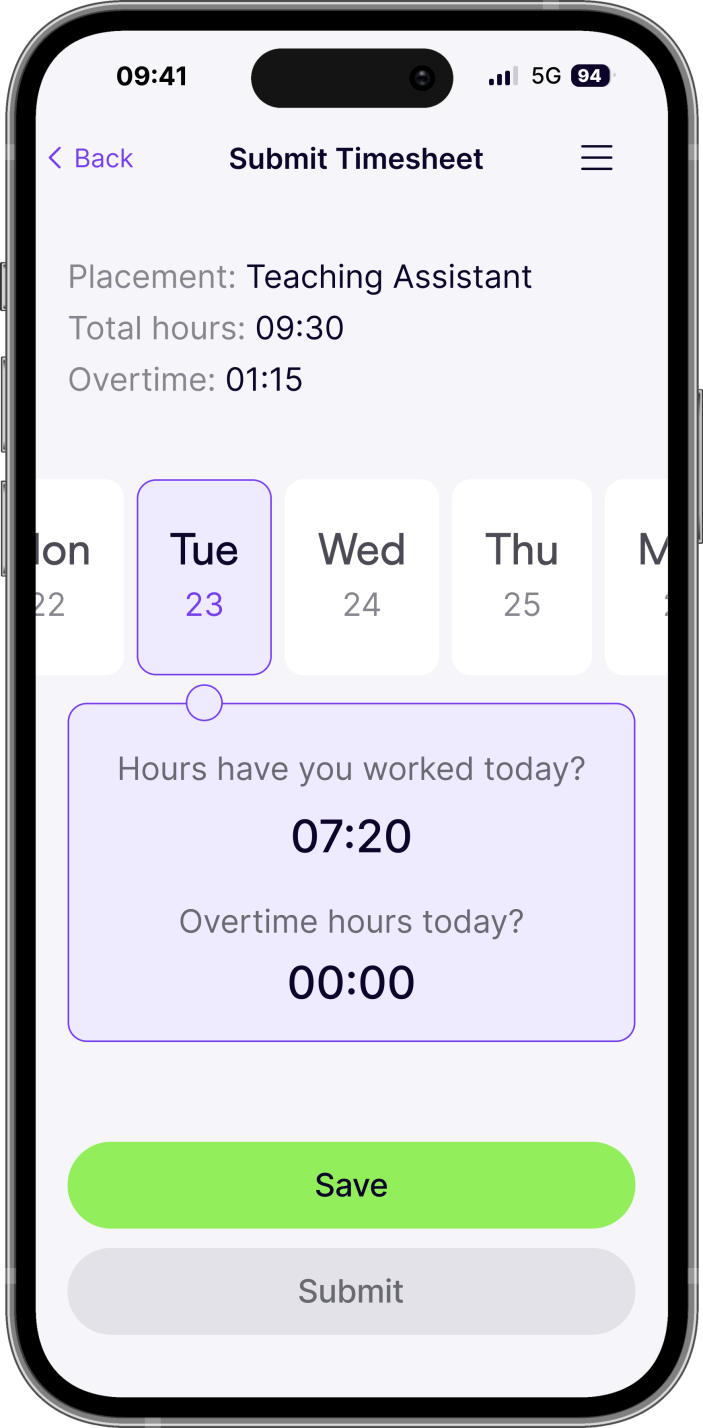 09:41 5G 94
Back Submit Timesheet
Placement: Teaching Assistant
Total hours: 09:30
Overtime: 01:15
Tue Wed Thu
22 23 24 25
Hours have you worked today?
07:20
Overtime hours today?
00:00
Save
Submit